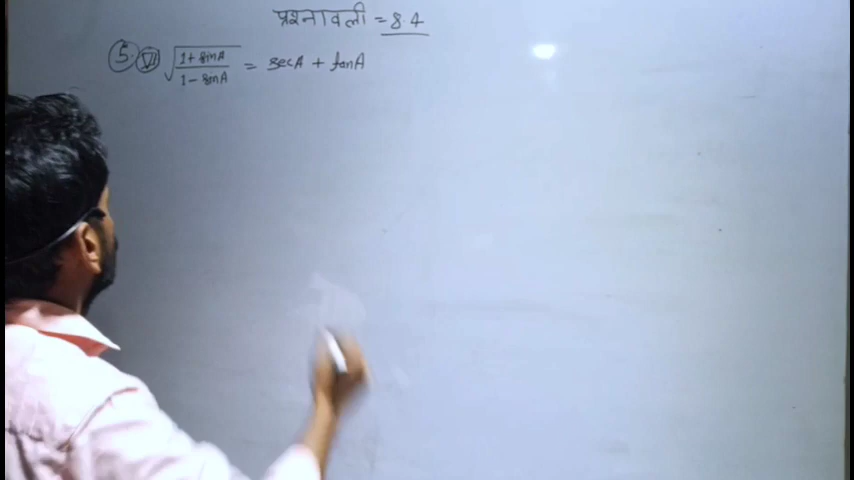 प्रश्नावली = 8.4
5. (vi) √((1 + sinA)/(1 - sinA)) = secA + tanA